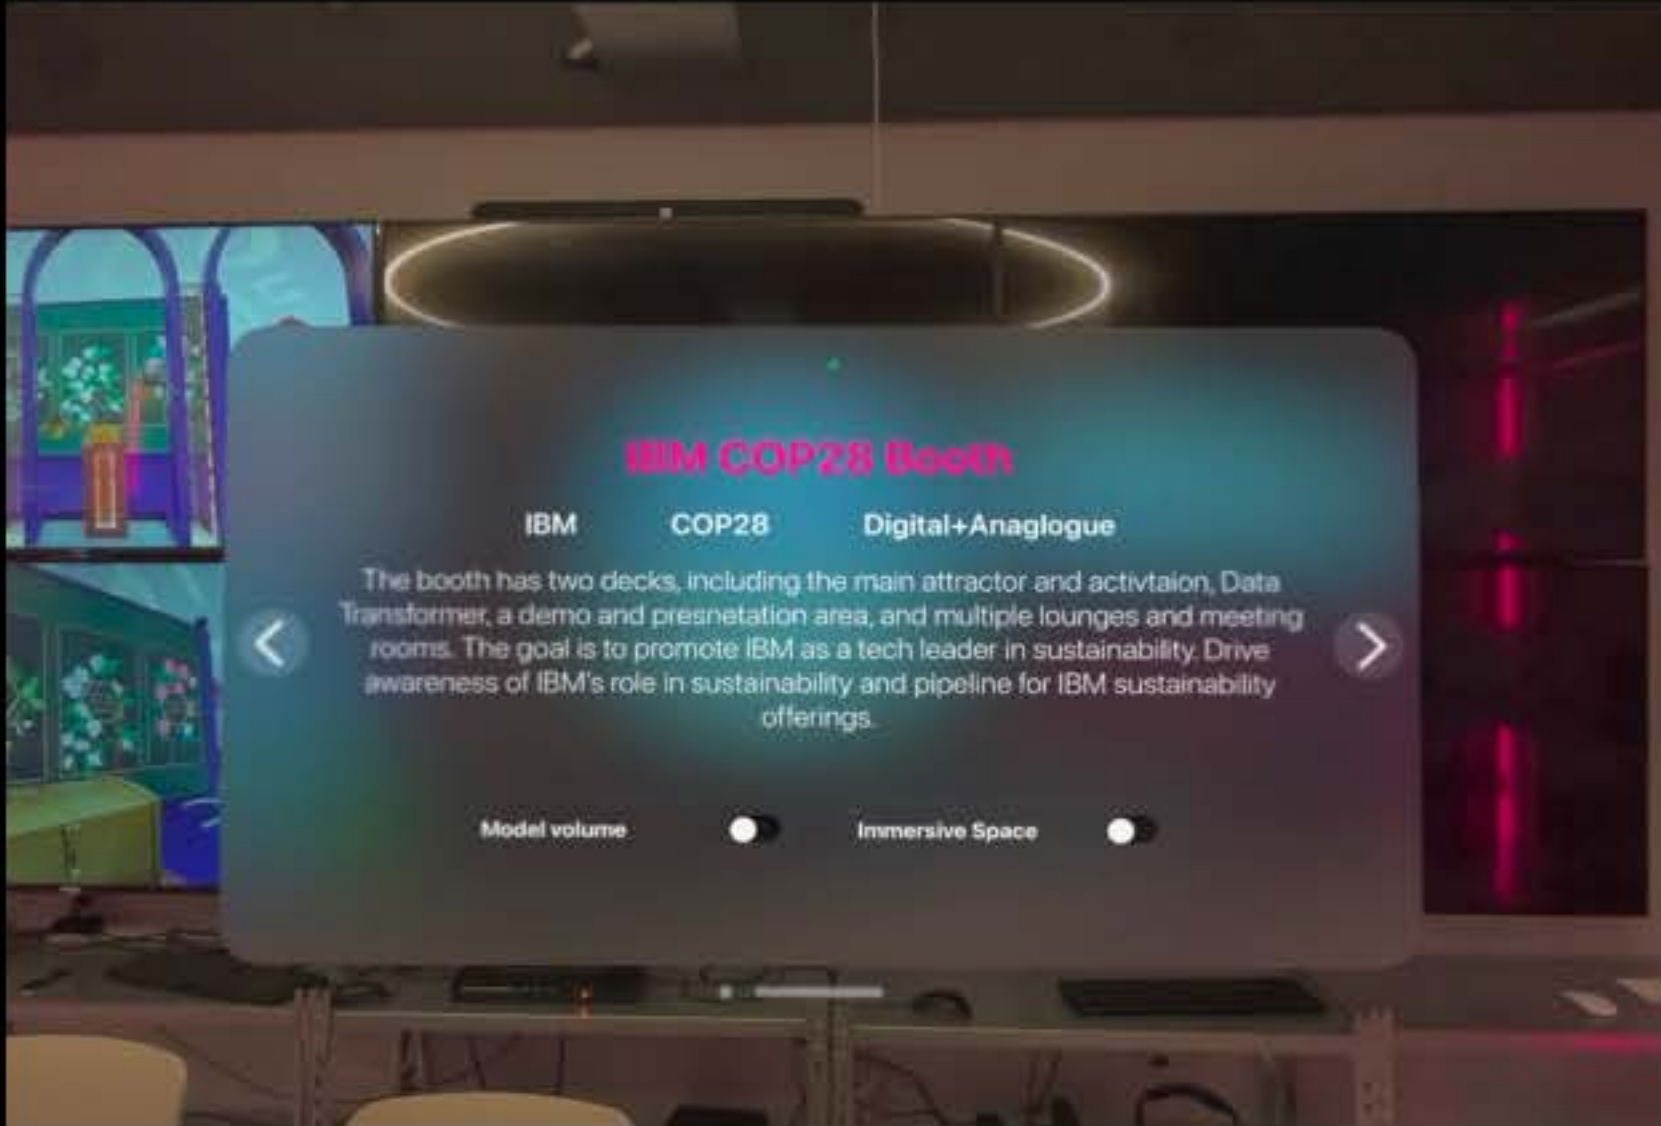 IBM COP28 Booth
IBM COP28 Digital+Anaglogue
The booth has two decks, including the main attractor and activtaion, Data
Transformer, a demo and presnetation area, and multiple lounges and meeting
rooms. The goal is to promote IBM as a tech leader in sustainability. Drive
awareness of IBM's role in sustainability and pipeline for IBM sustainability
offerings.
Model volume Immersive Space